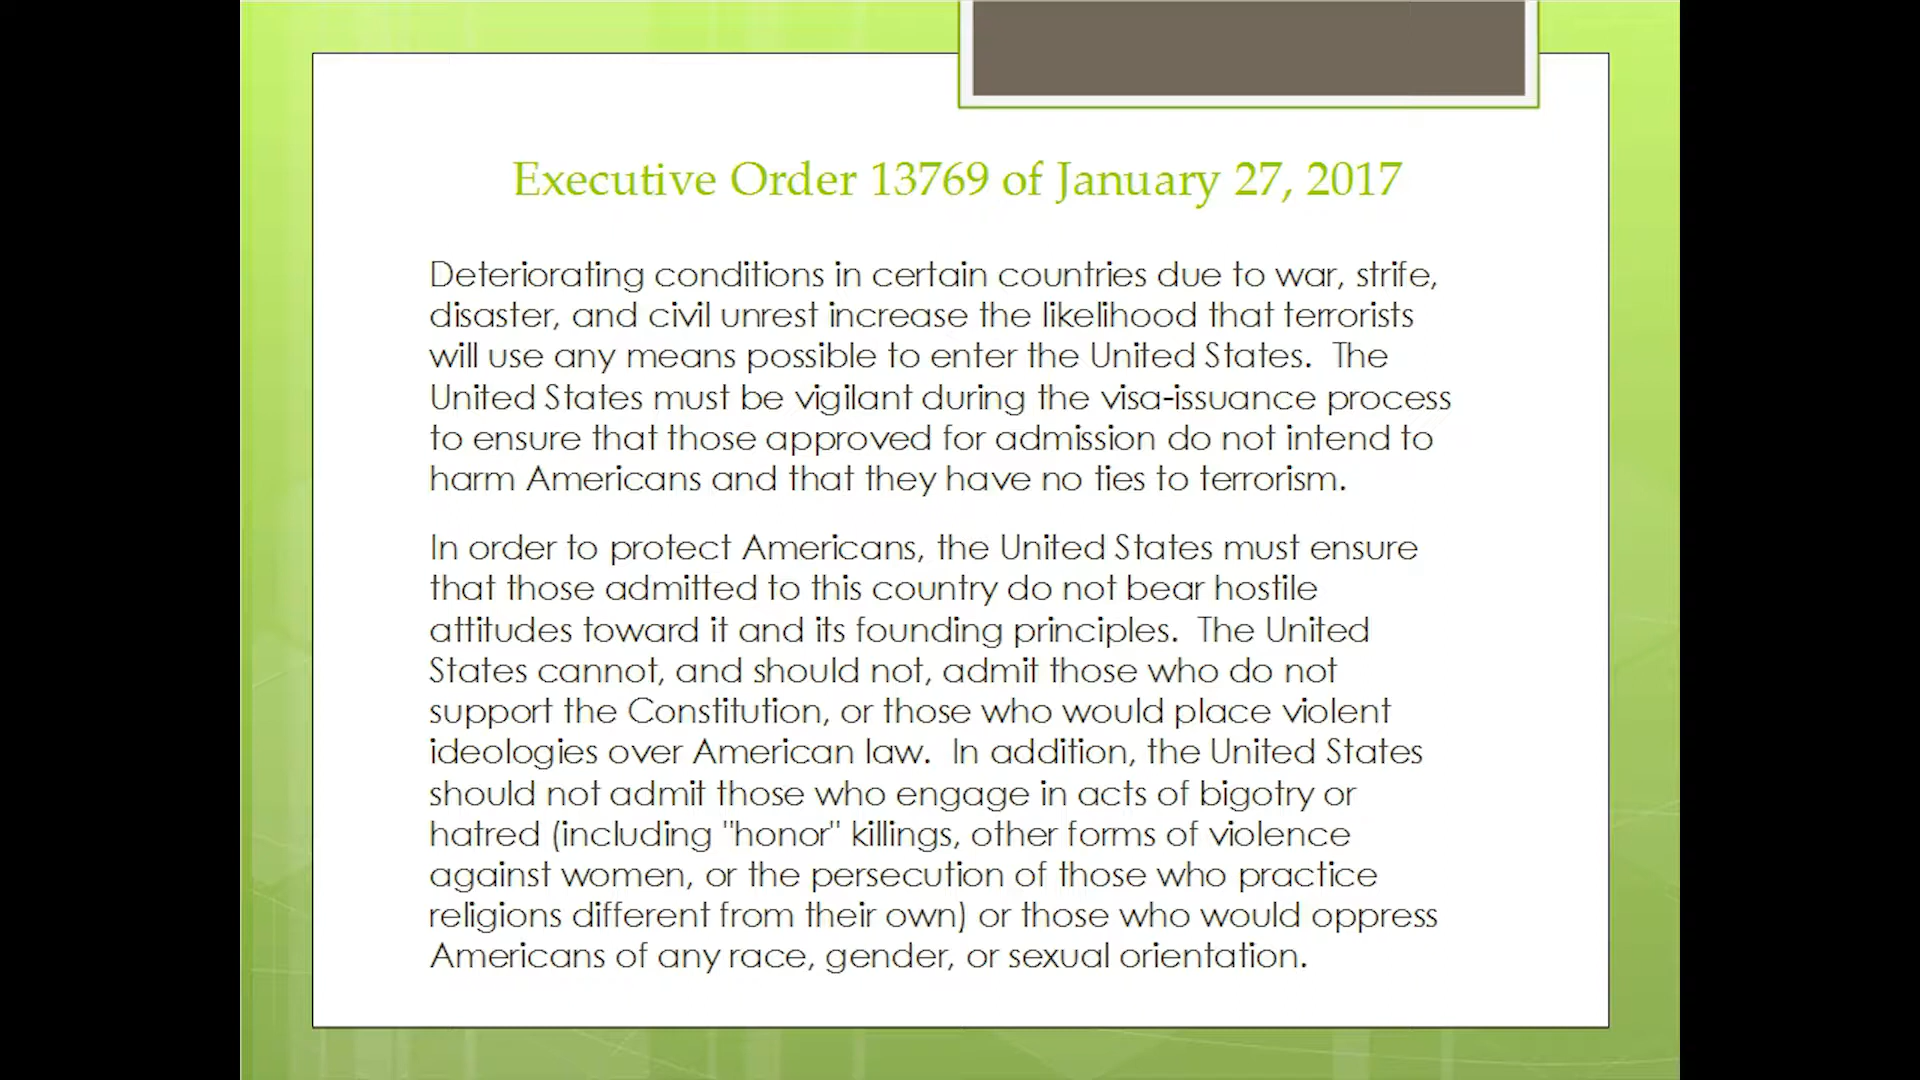 Executive Order 13769 of January 27, 2017
Deteriorating conditions in certain countries due to war, strife,
disaster, and civil unrest increase the likelihood that terrorists
will use any means possible to enter the United States.  The
United States must be vigilant during the visa-issuance process
to ensure that those approved for admission do not intend to
harm Americans and that they have no ties to terrorism.
In order to protect Americans, the United States must ensure
that those admitted to this country do not bear hostile
attitudes toward it and its founding principles.  The United
States cannot, and should not, admit those who do not
support the Constitution, or those who would place violent
ideologies over American law.  In addition, the United States
should not admit those who engage in acts of bigotry or
hatred (including "honor" killings, other forms of violence
against women, or the persecution of those who practice
religions different from their own) or those who would oppress
Americans of any race, gender, or sexual orientation.